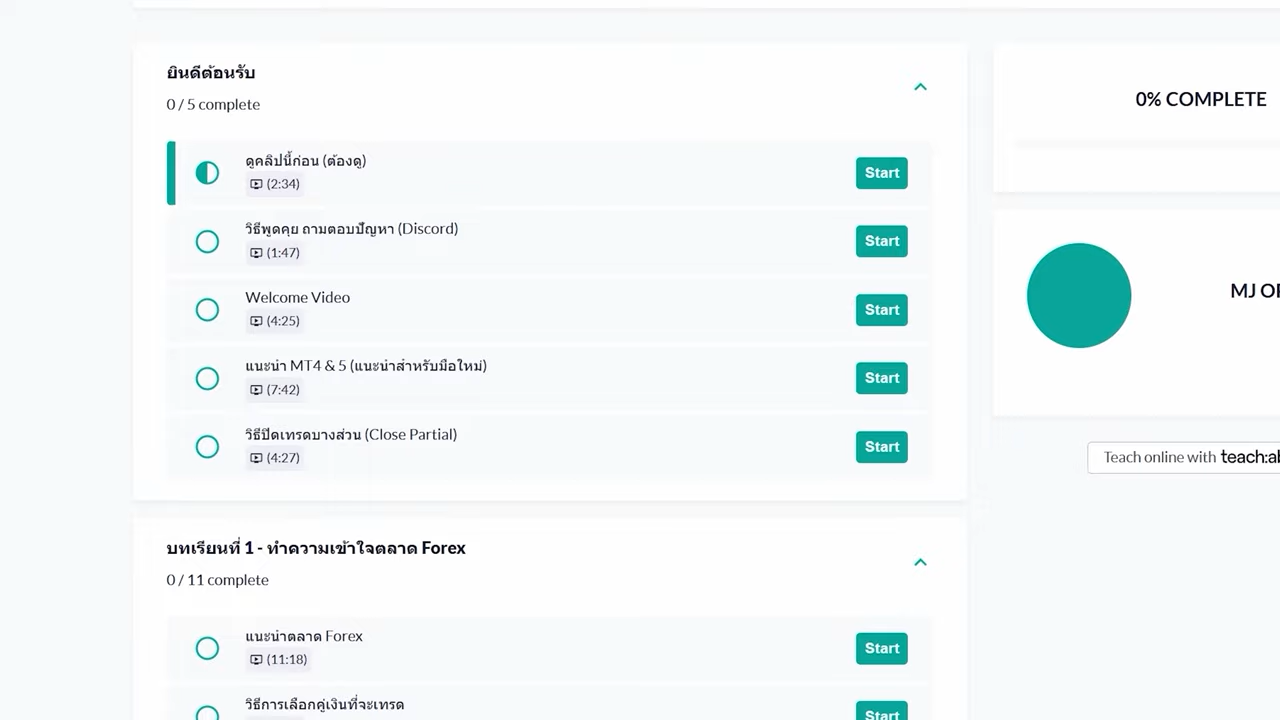 ยินดีต้อนรับ
0 / 5 complete
0% COMPLETE
ดูคลิปนี้ก่อน (ต้องดู)
(2:34)
Start
วิธีพูดคุย ถามตอบปัญหา (Discord)
(1:47)
Start
Welcome Video
(4:25)
Start
MJ
แนะนำ MT4 & 5 (แนะนำสำหรับมือใหม่)
(7:42)
Start
วิธีปิดเทรดบางส่วน (Close Partial)
(4:27)
Start
Teach online with teach:ab
บทเรียนที่ 1 - ทำความเข้าใจตลาด Forex
0 / 11 complete
แนะนำตลาด Forex
(11:18)
Start
วิธีการเลือกคู่เงินที่จะเทรด
Start